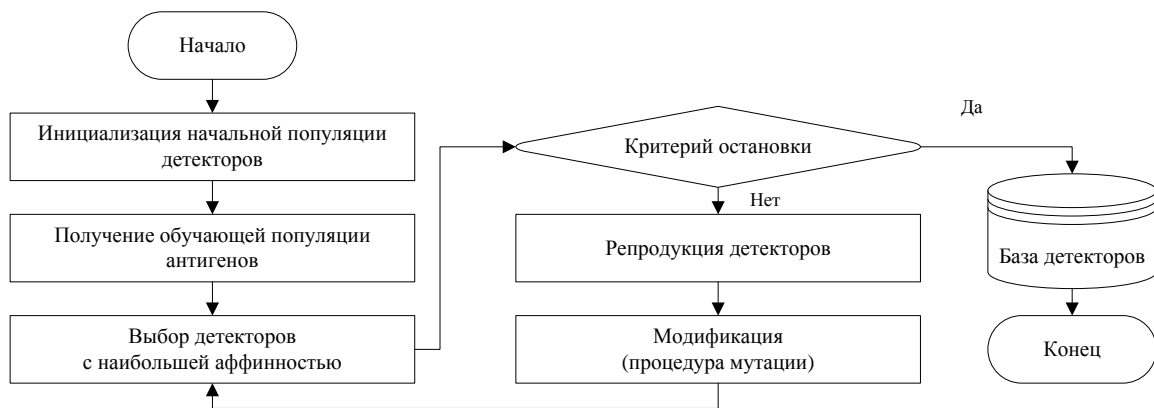 Начало
Инициализация начальной популяции
детекторов
Получение обучающей популяции
антигенов
Выбор детекторов
с наибольшей аффинностью
Критерий остановки
Да
Нет
Репродукция детекторов
Модификация
(процедура мутации)
База детекторов
Конец